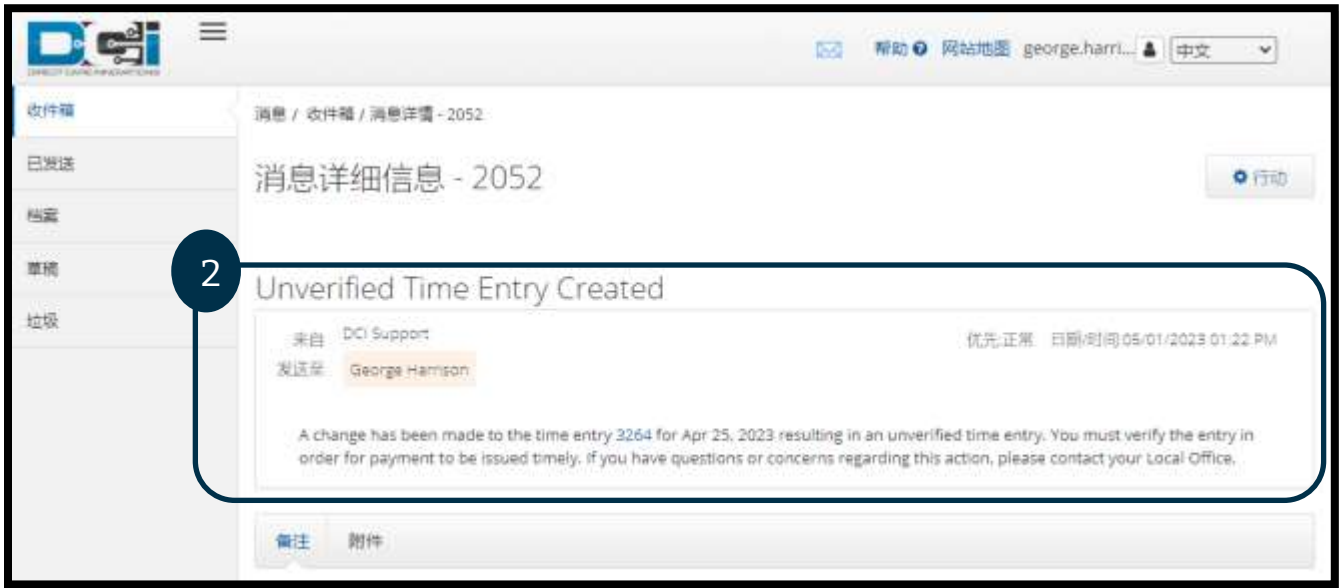 DCi
DIRECT CARE INNOVATIONS
帮助 网站地图 george.harri... 中文
收件箱
已发送
档案
草稿
垃圾
消息 / 收件箱 / 消息详情 - 2052
消息详细信息 - 2052
行动
2
Unverified Time Entry Created
来自 DCI Support
优先:正常 日期/时间:05/01/2023 01:22 PM
发送至 George Harrison
A change has been made to the time entry 3264 for Apr 25, 2023 resulting in an unverified time entry. You must verify the entry in
order for payment to be issued timely. If you have questions or concerns regarding this action, please contact your Local Office.
备注 附件